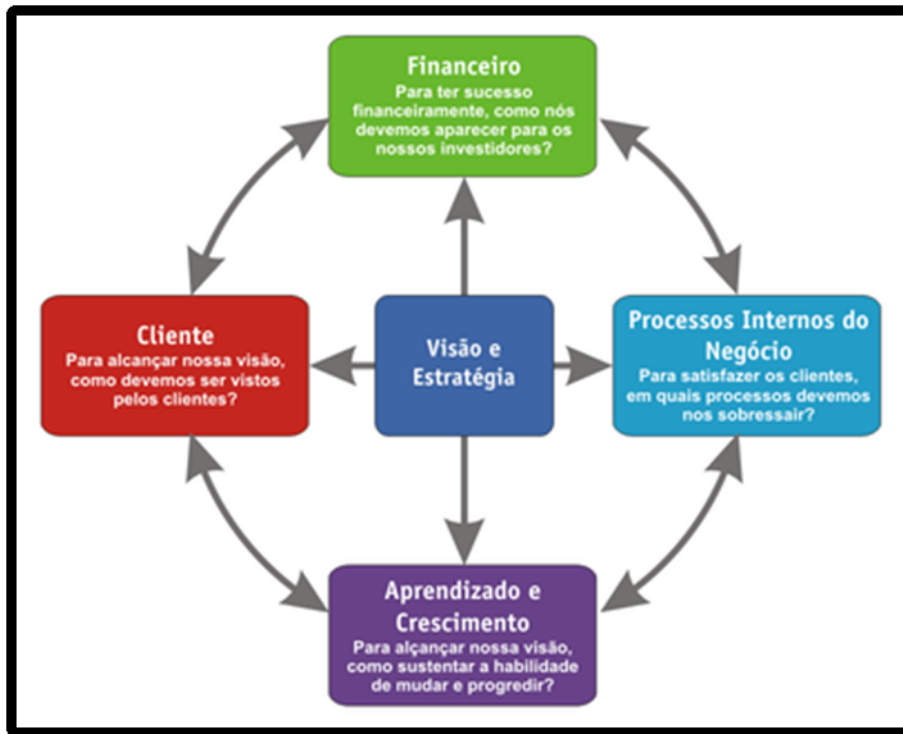 Financeiro
Para ter sucesso
financeiramente, como nós
devemos aparecer para os
nossos investidores?
Cliente
Para alcançar nossa visão,
como devemos ser vistos
pelos clientes?
Visão e
Estratégia
Processos Internos do
Negócio
Para satisfazer os clientes,
em quais processos devemos
nos sobressair?
Aprendizado e
Crescimento
Para alçançar nossa visão,
como sustentar a habilidade
de mudar e progredir?